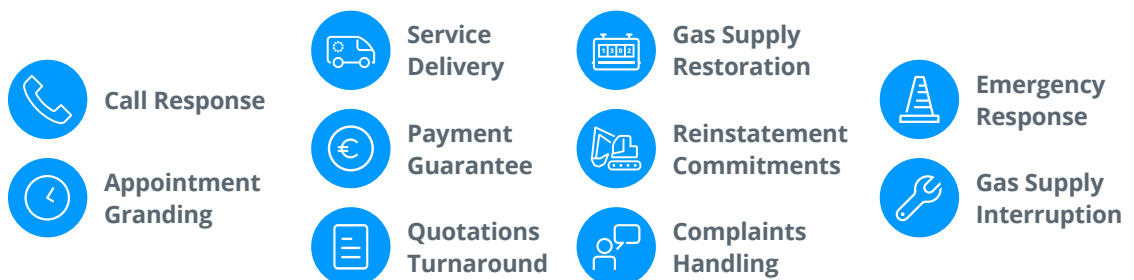 Call Response
Appointment
Granding
Service
Delivery
Payment
Guarantee
Quotations
Turnaround
Gas Supply
Restoration
1302
Reinstatement
Commitments
Complaints
Handling
Emergency
Response
Gas Supply
Interruption